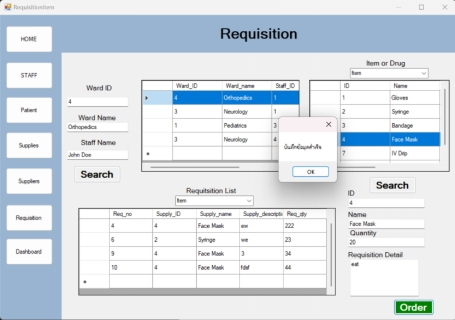 RequisitionItem
Requisition
HOME
STAFF
Patient
Supplies
Suppliers
Requisition
Dashboard
Ward ID
4
Ward Name
Orthopedics
Staff Name
John Doe
Search
Ward_ID Ward_name Staff_ID
4 Orthopedics 1
3 Neurology 1
1 Pediatrics 3
3 Neurology 4
Item or Drug
Item
ID Name
1 Gloves
2 Syringe
3 Bandage
4 Face Mask
7 IV Drip
บันทึกข้อมูลสำเร็จ
OK
Search
Requitsition List
Item
Req_no Supply_ID Supply_name Supply_descriptic Req_qty
4 4 Face Mask ew 222
6 2 Syringe we 23
9 4 Face Mask 3 34
10 4 Face Mask fdsf 44
ID
4
Name
Face Mask
Quantity
20
Requisition Detail
eat
Order